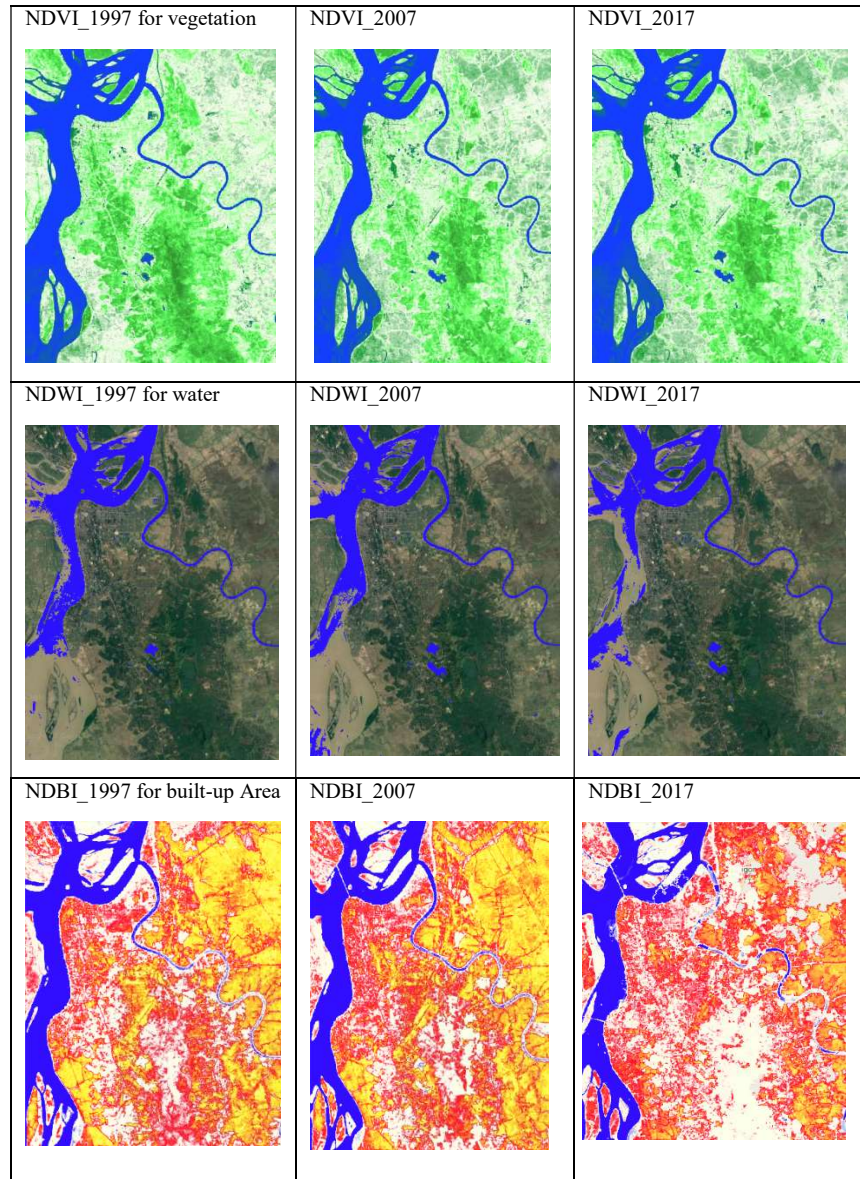 NDVI_1997 for vegetation
NDVI_2007
NDVI_2017
NDWI_1997 for water
NDWI_2007
NDWI_2017
NDBI_1997 for built-up Area
NDBI_2007
NDBI_2017